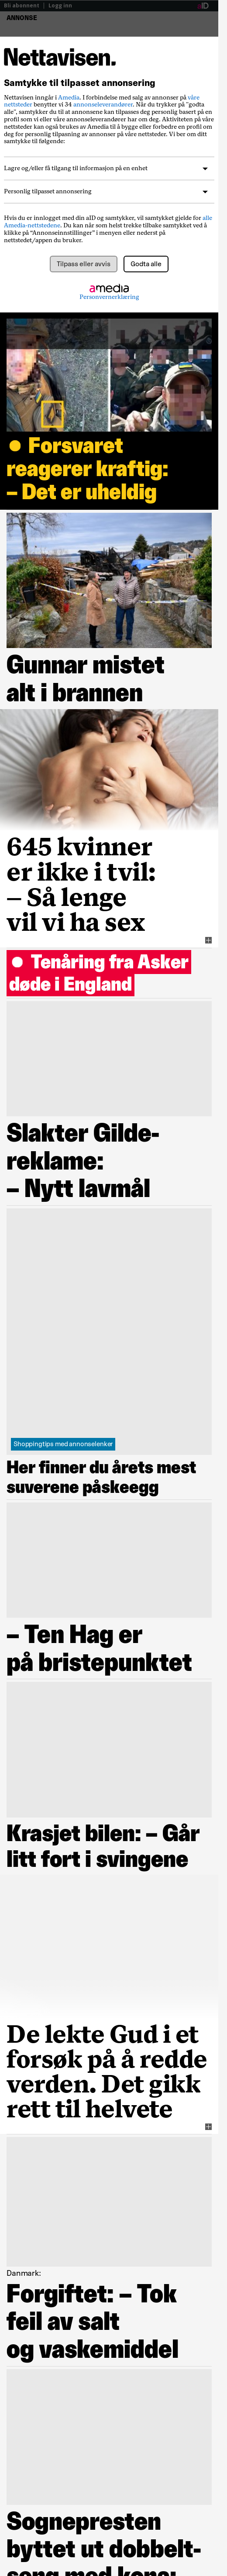 Bli abonnent | Logg inn
aID
ANNONSE
Nettavisen.
Samtykke til tilpasset annonsering
Nettavisen inngår i Amedia. I forbindelse med salg av annonser på våre
nettsteder benytter vi 34 annonseleverandører. Når du trykker på "godta
alle", samtykker du til at annonsene kan tilpasses deg personlig basert på en
profil vi eller våre annonseleverandører har om deg. Aktiviteten på vårt
nettsted kan også brukes av Amedia til å bygge eller forbedre en profil om
deg for personlig tilpasning av annonser på våre nettsteder. Vi ber om ditt
samtykke til følgende:
Lagre og/eller få tilgang til informasjon på en enhet
Personlig tilpasset annonsering
Hvis du er innlogget med din aID og samtykker, vil samtykket gjelde for alle
Amedia-nettstedene. Du kan når som helst trekke tilbake samtykket ved å
klikke på "Annonseinnstillinger" i menyen eller nederst på
nettstedet/appen du bruker.
Tilpass eller avvis
Godta alle
amedia
Personvernerklæring
● Forsvaret
reagerer kraftig:
– Det er uheldig
Gunnar mistet
alt i brannen
645 kvinner
er ikke i tvil:
– Så lenge
vil vi ha sex
● Tenåring fra Asker
døde i England
Slakter Gilde-
reklame:
– Nytt lavmål
Shoppingtips med annonselenker
Her finner du årets mest
suverene påskeegg
– Ten Hag er
på bristepunktet
Krasjet bilen: – Går
litt fort i svingene
De lekte Gud i et
forsøk på å redde
verden. Det gikk
rett til helvete
Danmark:
Forgiftet: – Tok
feil av salt
og vaskemiddel
Sognepresten
byttet ut dobbelt-
seng med kona: